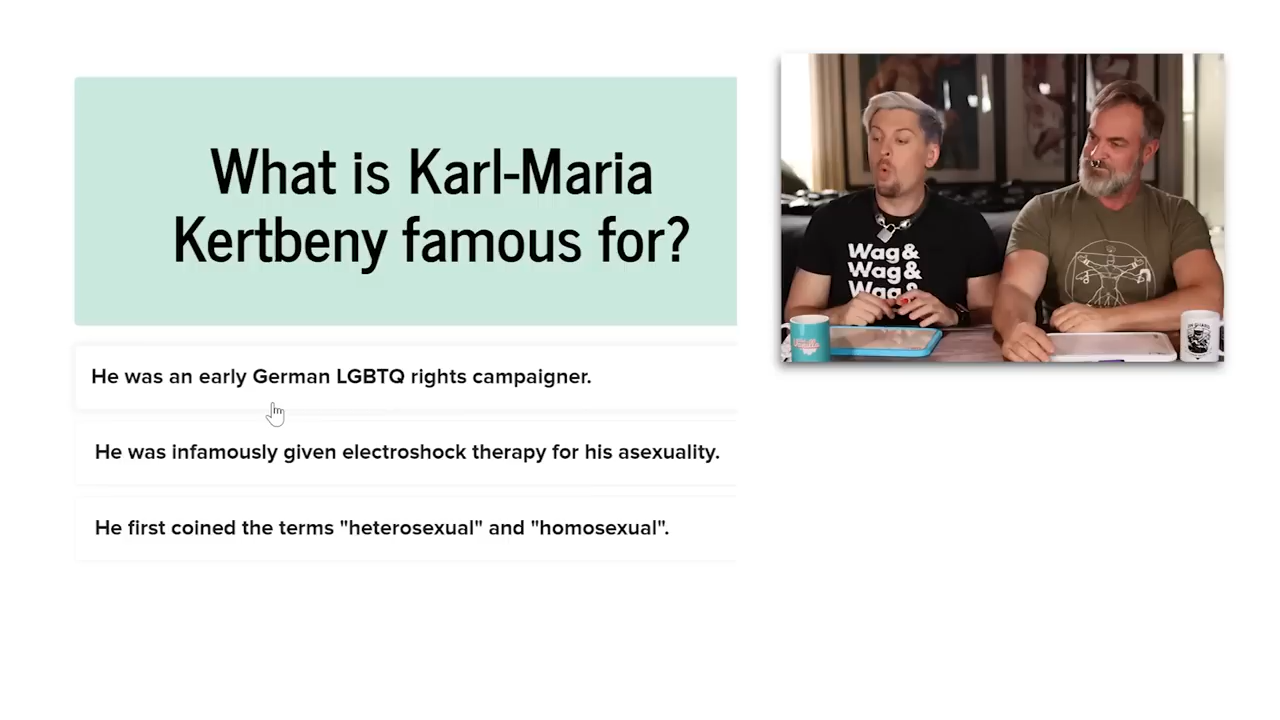 What is Karl-Maria
Kertbeny famous for?
He was an early German LGBTQ rights campaigner.
He was infamously given electroshock therapy for his asexuality.
He first coined the terms "heterosexual" and "homosexual".
Wag&
Wag&
Wag&